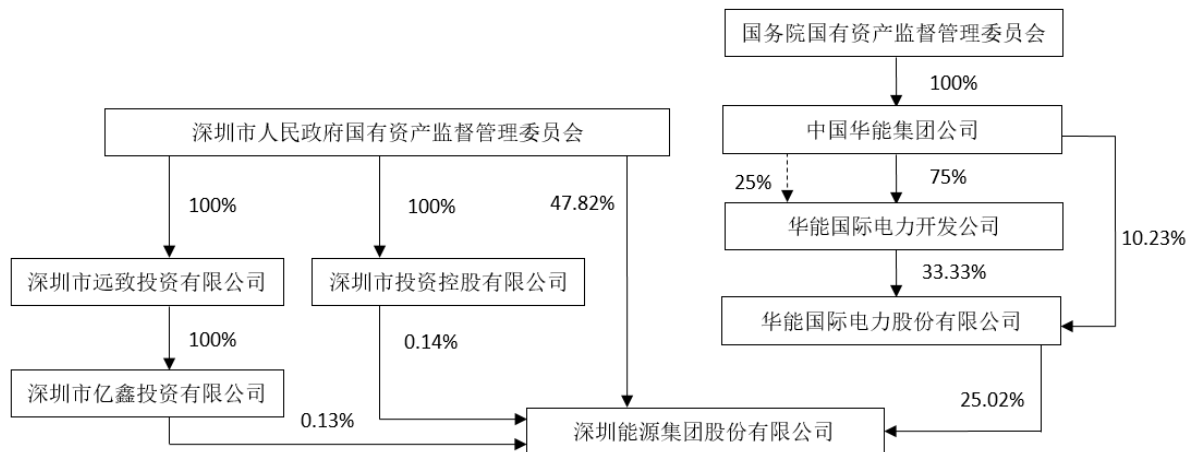 国务院国有资产监督管理委员会
100%
深圳市人民政府国有资产监督管理委员会
中国华能集团公司
25%
75%
100%
100%
47.82%
华能国际电力开发公司
10.23%
深圳市远致投资有限公司
深圳市投资控股有限公司
33.33%
华能国际电力股份有限公司
100%
0.14%
深圳市亿鑫投资有限公司
25.02%
0.13%
深圳能源集团股份有限公司